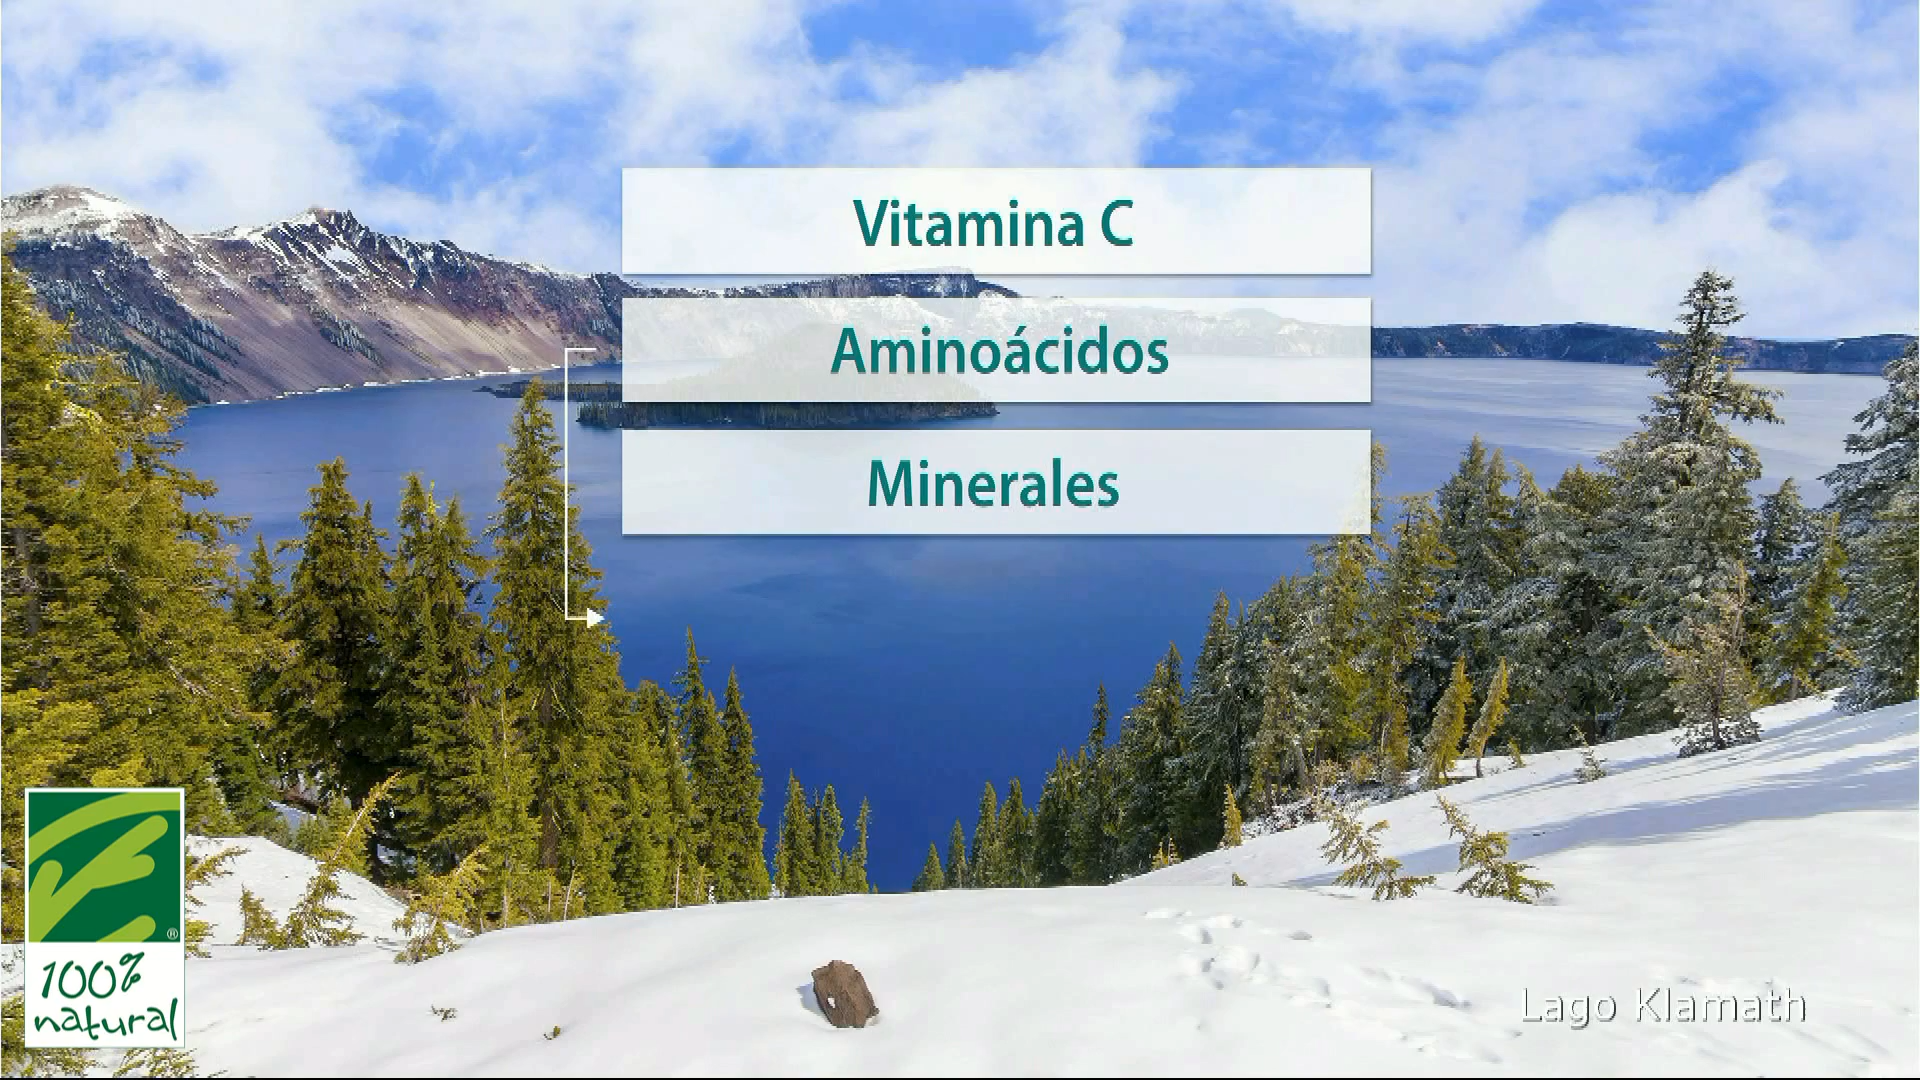 Vitamina C
Aminoácidos
Minerales
®
100%
natural
Lago Klamath